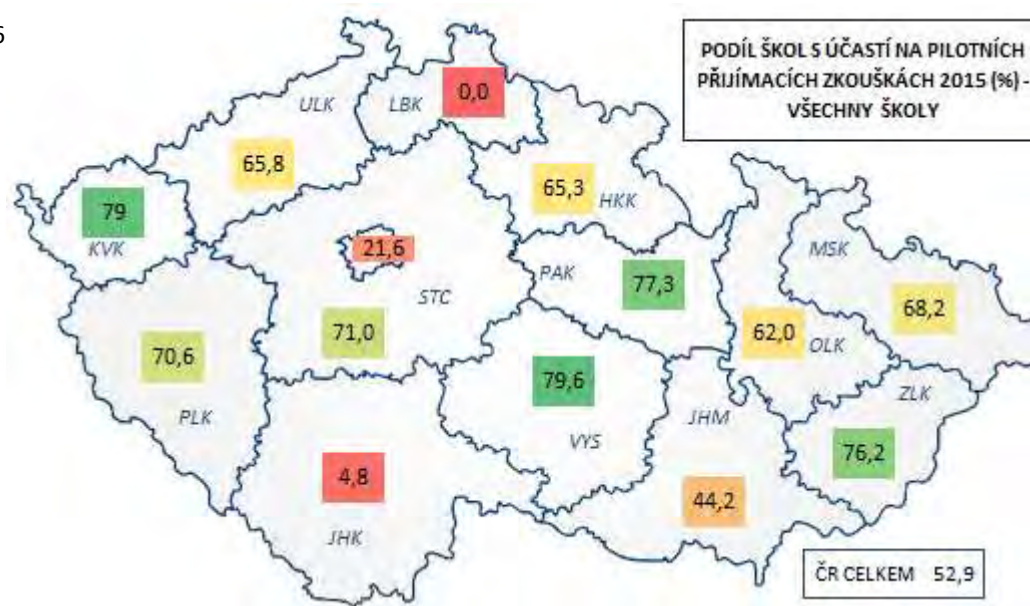 6
PODÍL ŠKOL S ÚČASTÍ NA PILOTNÍCH
PŘIJÍMACÍCH ZKOUŠKÁCH 2015 (%) -
VŠECHNY ŠKOLY
ULK
LBK
0,0
65,8
65,3
HKK
79
KVK
21,6
STC
PAK
77,3
MSK
68,2
70,6
71,0
62,0
OLK
PLK
79,6
VYS
JHM
ZLK
76,2
4,8
JHK
44,2
ČR CELKEM 52,9